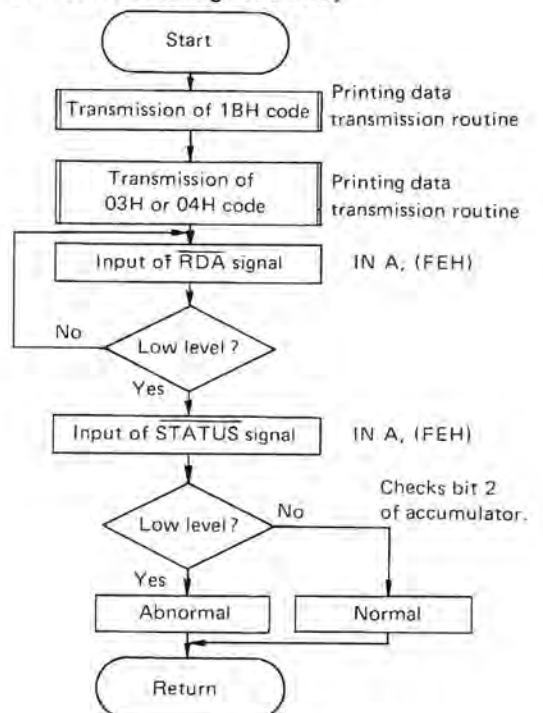 Start
Transmission of 1BH code
Printing data
transmission routine
Transmission of
03H or 04H code
Printing data
transmission routine
Input of RDA signal
IN A; (FEH)
No
Low level?
Yes
Input of STATUS signal
IN A, (FEH)
Checks bit 2
of accumulator.
No
Low level?
Yes
Abnormal
Normal
Return